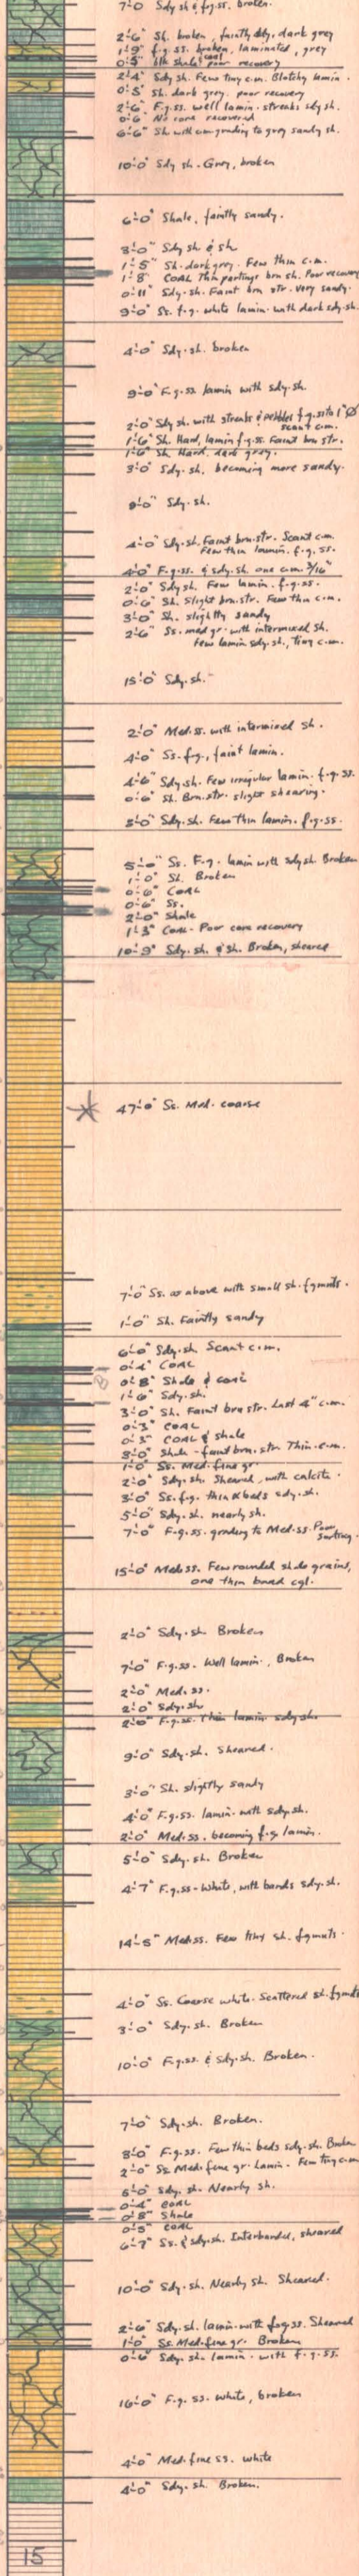 7'-0" Sdy sh & f.g.ss. broken.
2'-6" Sh. broken, faintly sdy, dark grey
1'-9" f.g.ss. broken, laminated, grey
0'-5" blk shale coal Poor recovery
2'-4" Sdy sh. Few tiny c.m. Blotchy lamin.
0'-5" Sh. dark grey. poor recovery
2'-6" F.g.ss. well lamin. streaks sdy sh.
0'-6" No core recovered
6'-6" Sh. with c.m. grading to grey sandy sh.
10'-0" Sdy sh. Grey, broken
6'-0" Shale, faintly sandy.
8'-0" Sdy sh & sh
1'-5" Sh. dark grey. Few thin c.m.
1'-8" COAL Thin partings brn sh. Poor recovery
0'-11" Sdy. sh. Faint brn str. very sandy.
9'-0" Ss. f.g. white lamin. with dark sdy. sh.
4'-0" Sdy. sh. broken
9'-0" F.g.ss lamin with sdy. sh.
2'-0" Sdy sh. with streaks & pebbles f.g.ss to 1"Ø
scant c.m.
1'-6" Sh. Hard, lamin f.g.ss. Faint brn str.
1'-6" Sh. Hard, dark grey.
3'-0" Sdy. sh. becoming more sandy.
9'-0" Sdy. sh.
4'-0" Sdy. sh. Faint brn. str. Scant c.m.
Few thin lamin. f.g. ss.
4'-0" F.g.ss. & sdy. sh. one c.m. 3/16"
2'-0" Sdy sh. Few lamin. f.g.ss.
0'-6" Sh. Slight brn. str. Few thin c.m.
3'-0" Sh. slightly sandy
2'-6" Ss. med gr. with intermixed sh.
Few lamin sdy. sh., tiny c.m.
15'-0" Sdy. sh.
2'-0" Med. ss. with intermixed sh.
4'-0" Ss. f.g., faint lamin.
4'-6" Sdy. sh. Few irregular lamin. f.g. ss.
0'-6" Sh. Brn. str. slight shearing.
5'-0" Sdy. sh. Few thin lamin. f.g.ss.
5'-0" Ss. F.g. lamin with sdy sh. Broken
1'-0" Sh. Broken
0'-6" COAL
0'-6" Ss.
2'-0" Shale
1'-3" COAL - Poor core recovery
10'-9" Sdy. sh. & sh. Broken, sheared
47'-0" Ss. Med. coarse
7'-0" Ss. as above with small sh. fgmnts.
1'-0" Sh. Faintly sandy
6'-0" Sdy. sh. Scant c.m.
0'-4" COAL
0'-8" Shale & coal
1'-6" Sdy. sh.
3'-0" Sh. Faint brn str. Last 4" c.m.
0'-3" COAL
0'-3" COAL & shale
3'-0" Shale - faint brn. str. Thin c.m.
1'-0" Ss. Med. fine gr.
2'-0" Sdy. sh. Sheared, with calcite.
3'-0" Ss. f.g. thin x beds sdy. sh.
5'-0" Sdy. sh. nearly sh.
7'-0" F.g.ss. grading to Med. ss. Poor
sorting.
15'-0" Med. ss. Few rounded shale grains,
one thin band cgl.
2'-0" Sdy. sh. Broken
7'-0" F.g.ss. Well lamin., Broken
2'-0" Med. ss.
2'-0" Sdy. sh
2'-0" F.g.ss. Thin lamin. sdy. sh.
9'-0" Sdy. sh. Sheared.
3'-0" Sh. slightly sandy
4'-0" F.g.ss. lamin. with sdy. sh.
2'-0" Med. ss. becoming f.g. lamin.
5'-0" Sdy. sh. Broken
4'-7" F.g.ss - White, with bands sdy. sh.
14'-5" Med. ss. Few tiny sh. fgmnts.
4'-0" Ss. Coarse white. Scattered sh. fgmnts
3'-0" Sdy. sh. Broken
10'-0" F.g.ss. & Sdy. sh. Broken.
7'-0" Sdy. sh. Broken.
8'-0" F.g.ss. Few thin beds sdy. sh. Broken
2'-0" Ss. Med. fine gr. Lamin. Few tiny c.m
6'-0" Sdy. sh. Nearly sh.
0'-4" COAL
0'-8" Shale
0'-5" COAL
6'-7" Ss. & sdy. sh. Interbanded, sheared
10'-0" Sdy. sh. Nearly sh. Sheared.
2'-6" Sdy. sh. lamin. with f.g.ss. Sheared
1'-0" Ss. Med. fine gr. Broken
0'-6" Sdy. sh. lamin. with f.g.ss.
16'-0" F.g. ss. white, broken
4'-0" Med. fine ss. white
4'-0" Sdy. sh. Broken.
15